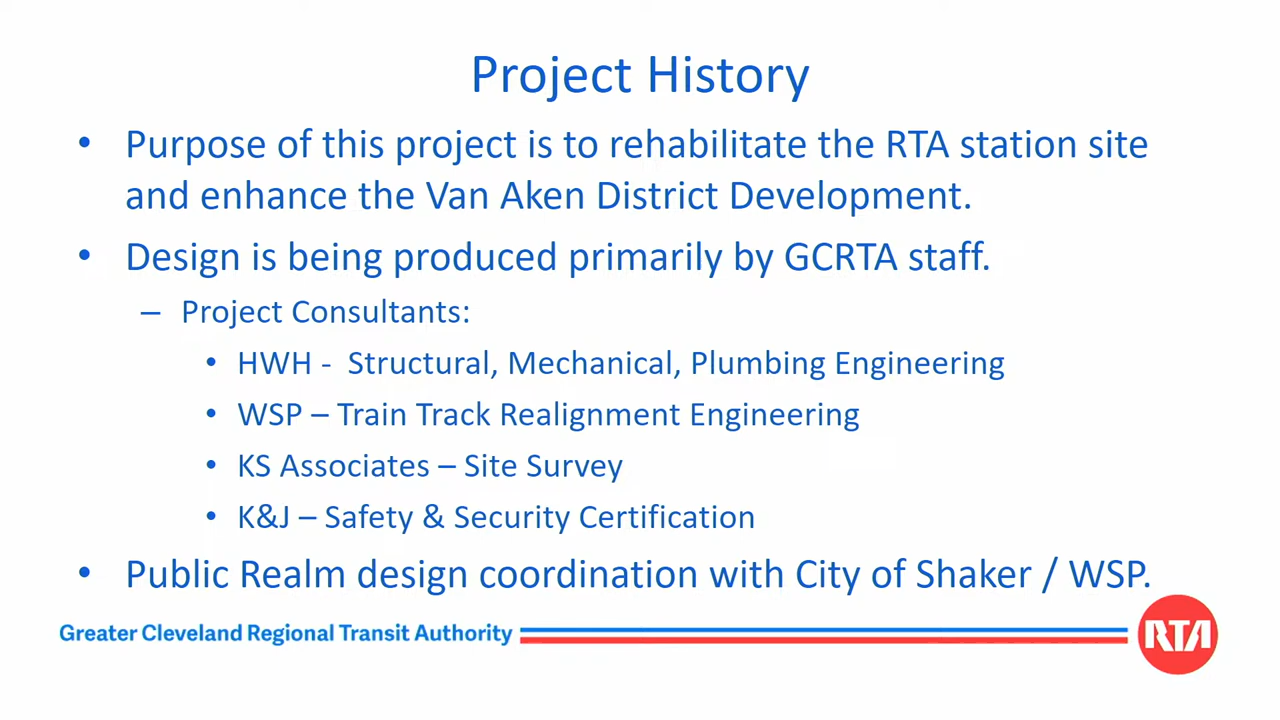 Project History
• Purpose of this project is to rehabilitate the RTA station site
and enhance the Van Aken District Development.
• Design is being produced primarily by GCRTA staff.
– Project Consultants:
• HWH -  Structural, Mechanical, Plumbing Engineering
• WSP – Train Track Realignment Engineering
• KS Associates – Site Survey
• K&J – Safety & Security Certification
• Public Realm design coordination with City of Shaker / WSP.
Greater Cleveland Regional Transit Authority
RTA